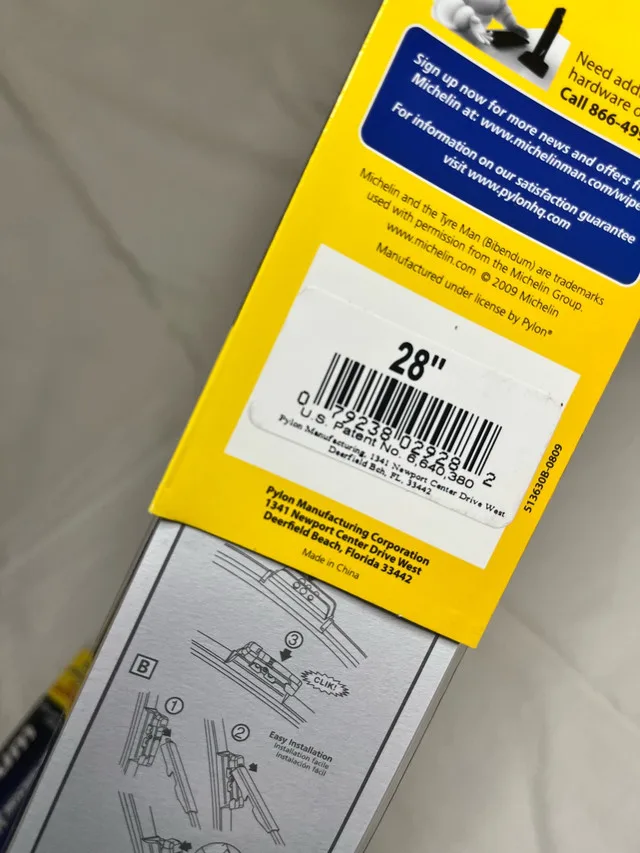 Need
hardware
Call 866-49
Sign up now for more news and offers
Michelin at: www.michelinman.com/wipe
For information on our satisfaction guarantee
visit www.pylonhq.com
Michelin and the Tyre Man (Bibendum) are trademarks
used with permission from the Michelin Group.
www.michelin.com © 2009 Michelin
Manufactured under license by Pylon®
28"
0 79238 02928 2
U.S. Patent No. 6,640,380
Pylon Manufacturing, 1341 Newport Center Drive West
Deerfield Bch, FL, 33442
513630B-0809
Pylon Manufacturing Corporation
1341 Newport Center Drive West
Deerfield Beach, Florida 33442
Made in China
3
CLIK!
B
1
2
Easy Installation
Installation facile
Instalación fácil